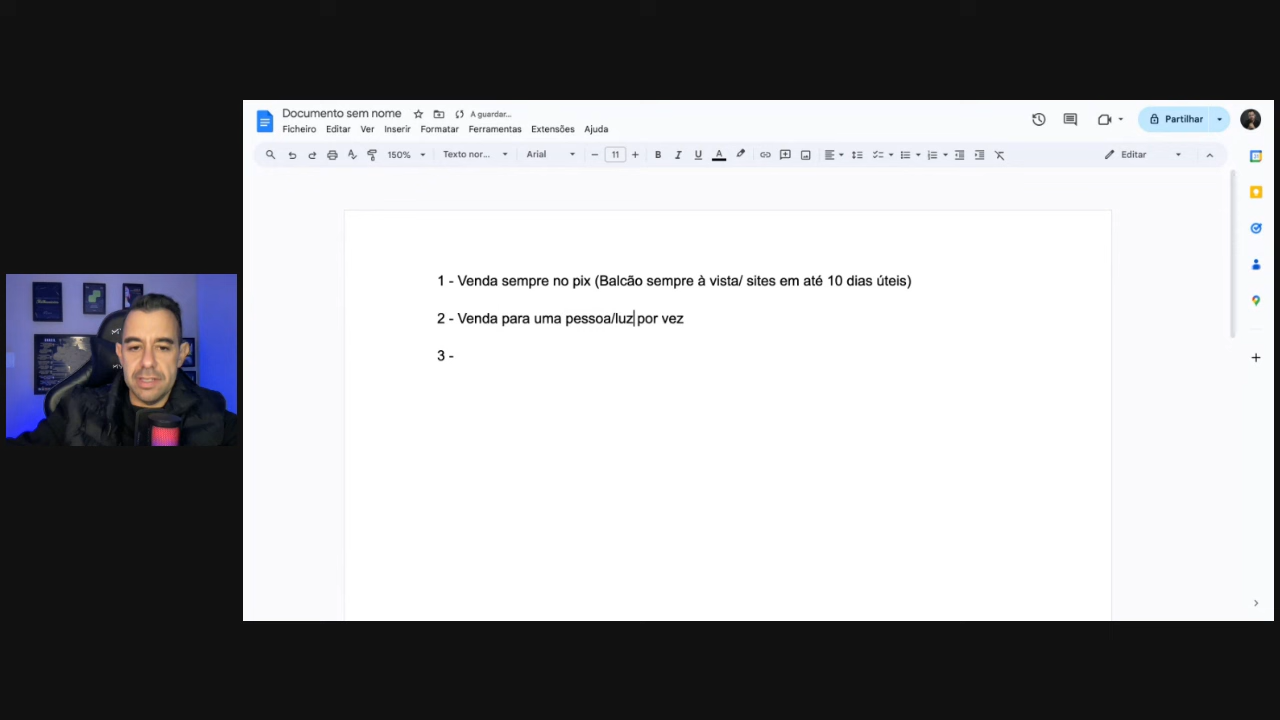 Documento sem nome
A guardar...
Ficheiro Editar Ver Inserir Formatar Ferramentas Extensões Ajuda
Partilhar
150% Texto nor... Arial 11 B I U A Editar
1 - Venda sempre no pix (Balcão sempre à vista/ sites em até 10 dias úteis)
2 - Venda para uma pessoa/luz por vez
3 -